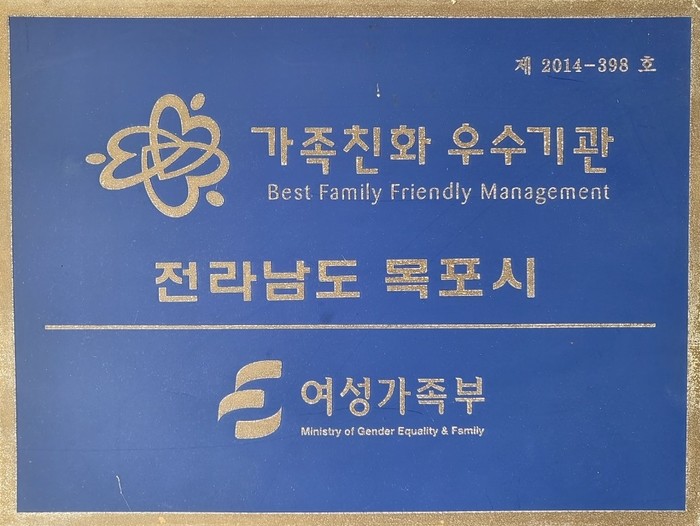 제 2014-398 호
가족친화 우수기관
Best Family Friendly Management
전라남도 목포시
여성가족부
Ministry of Gender Equality & Family